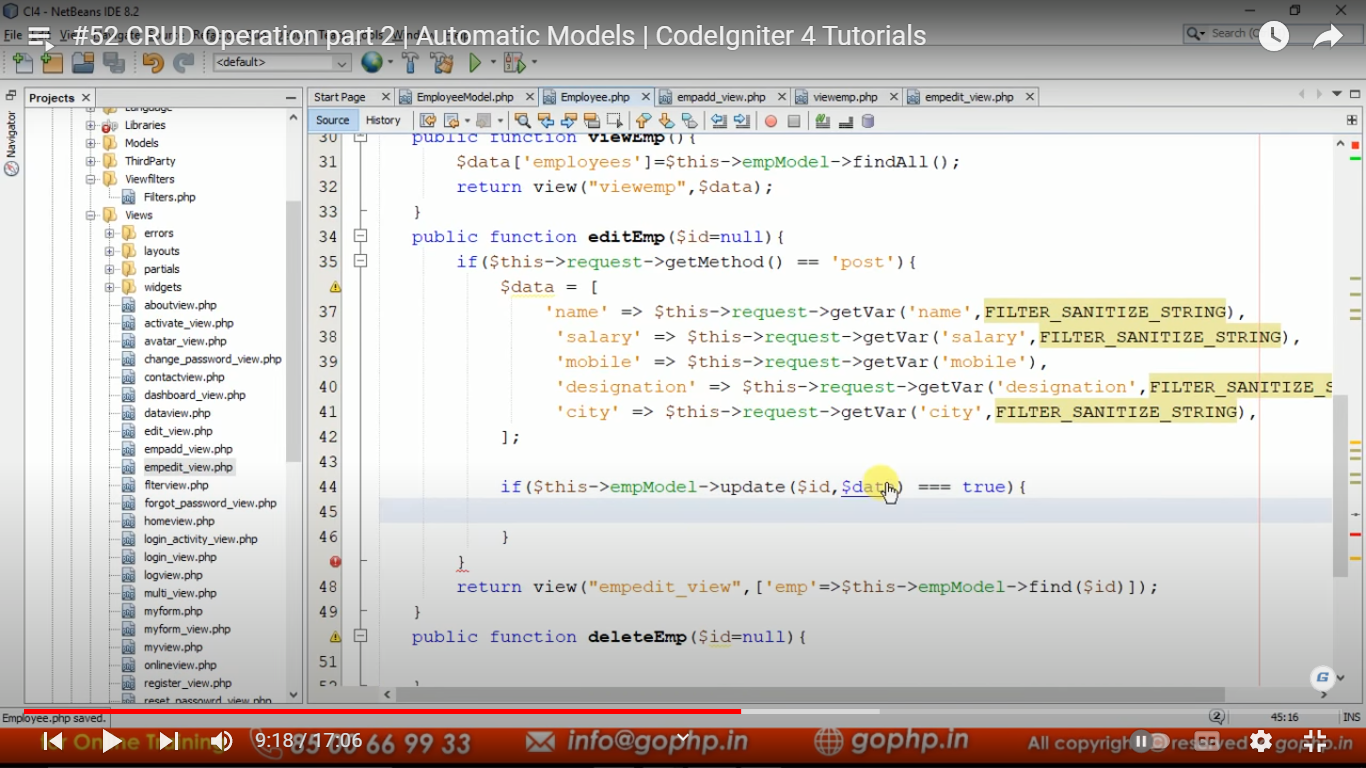 CI4 - NetBeans IDE 8.2
#52 CRUD Operation part 2 | Automatic Models | CodeIgniter 4 Tutorials
File
Search (C
<default>
Projects
Navigator
Language
Libraries
Models
ThirdParty
Viewfilters
Filters.php
Views
errors
layouts
partials
widgets
aboutview.php
activate_view.php
avatar_view.php
change_password_view.php
contactview.php
dashboard_view.php
dataview.php
edit_view.php
empadd_view.php
empedit_view.php
flterview.php
forgot_password_view.php
homeview.php
login_activity_view.php
login_view.php
logview.php
multi_view.php
myform.php
myform_view.php
myview.php
onlineview.php
register_view.php
reset_passowrd_view.php
Start Page EmployeeModel.php Employee.php empadd_view.php viewemp.php empedit_view.php
Source History
30 public function viewEmp(){
31 $data['employees']=$this->empModel->findAll();
32 return view("viewemp",$data);
33 }
34 public function editEmp($id=null){
35 if($this->request->getMethod() == 'post'){
$data = [
37 'name' => $this->request->getVar('name',FILTER_SANITIZE_STRING),
38 'salary' => $this->request->getVar('salary',FILTER_SANITIZE_STRING),
39 'mobile' => $this->request->getVar('mobile'),
40 'designation' => $this->request->getVar('designation',FILTER_SANITIZE_S
41 'city' => $this->request->getVar('city',FILTER_SANITIZE_STRING),
42 ];
43
44 if($this->empModel->update($id,$data) === true){
45
46 }
}
48 return view("empedit_view",['emp'=>$this->empModel->find($id)]);
49 }
public function deleteEmp($id=null){
51
52 }
G
Employee.php saved.
2 45:16 INS
for Online Training 85 00 66 99 33 info@gophp.in gophp.in All copyright reserved gophp.in
9:18 / 17:06
CC